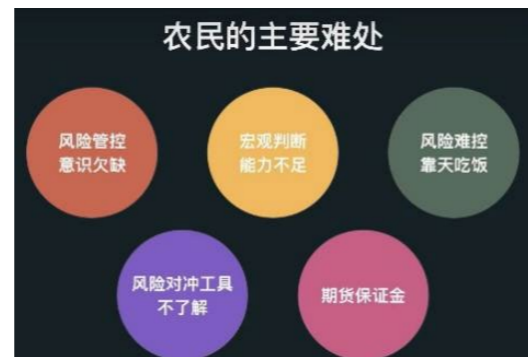 农民的主要难处
风险管控
意识欠缺
宏观判断
能力不足
风险难控
靠天吃饭
风险对冲工具
不了解
期货保证金